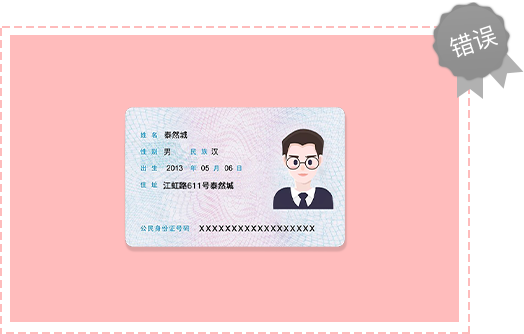 错误
姓 名 泰然城
性 别 男 民 族 汉
出 生 2013 年 05 月 06 日
住 址 江虹路611号泰然城
公民身份证号码 XXXXXXXXXXXXXXXXXX